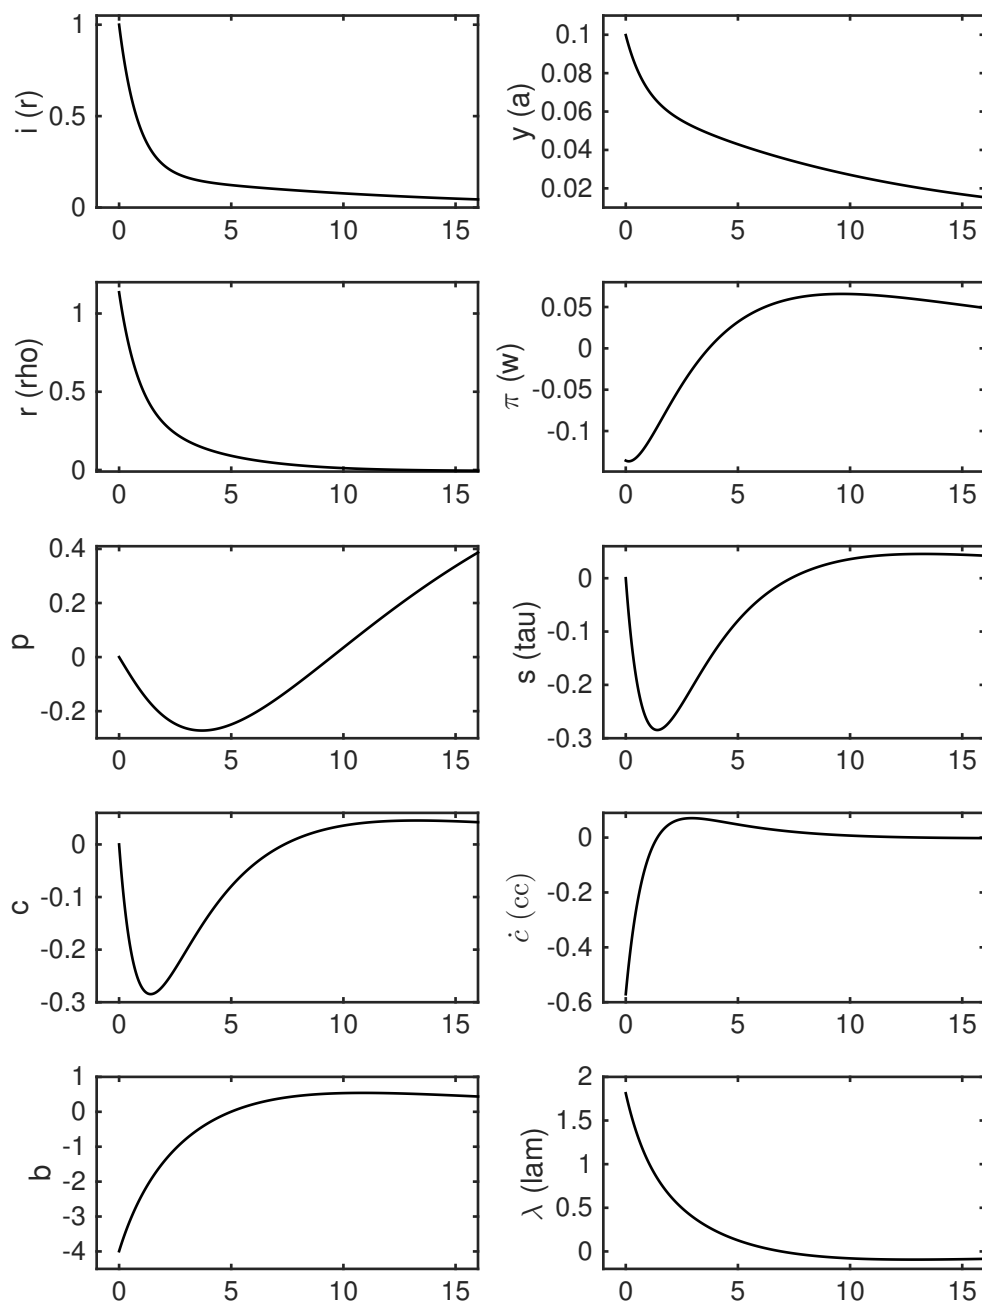 i (r)
1
0.5
0
0 5 10 15
y (a)
0.1
0.08
0.06
0.04
0.02
0 5 10 15
r (rho)
1
0.5
0
0 5 10 15
π (w)
0.05
0
-0.05
-0.1
0 5 10 15
p
0.4
0.2
0
-0.2
0 5 10 15
s (tau)
0
-0.1
-0.2
-0.3
0 5 10 15
c
0
-0.1
-0.2
-0.3
0 5 10 15
ċ (cc)
0
-0.2
-0.4
-0.6
0 5 10 15
b
1
0
-1
-2
-3
-4
0 5 10 15
λ (lam)
2
1.5
1
0.5
0
0 5 10 15